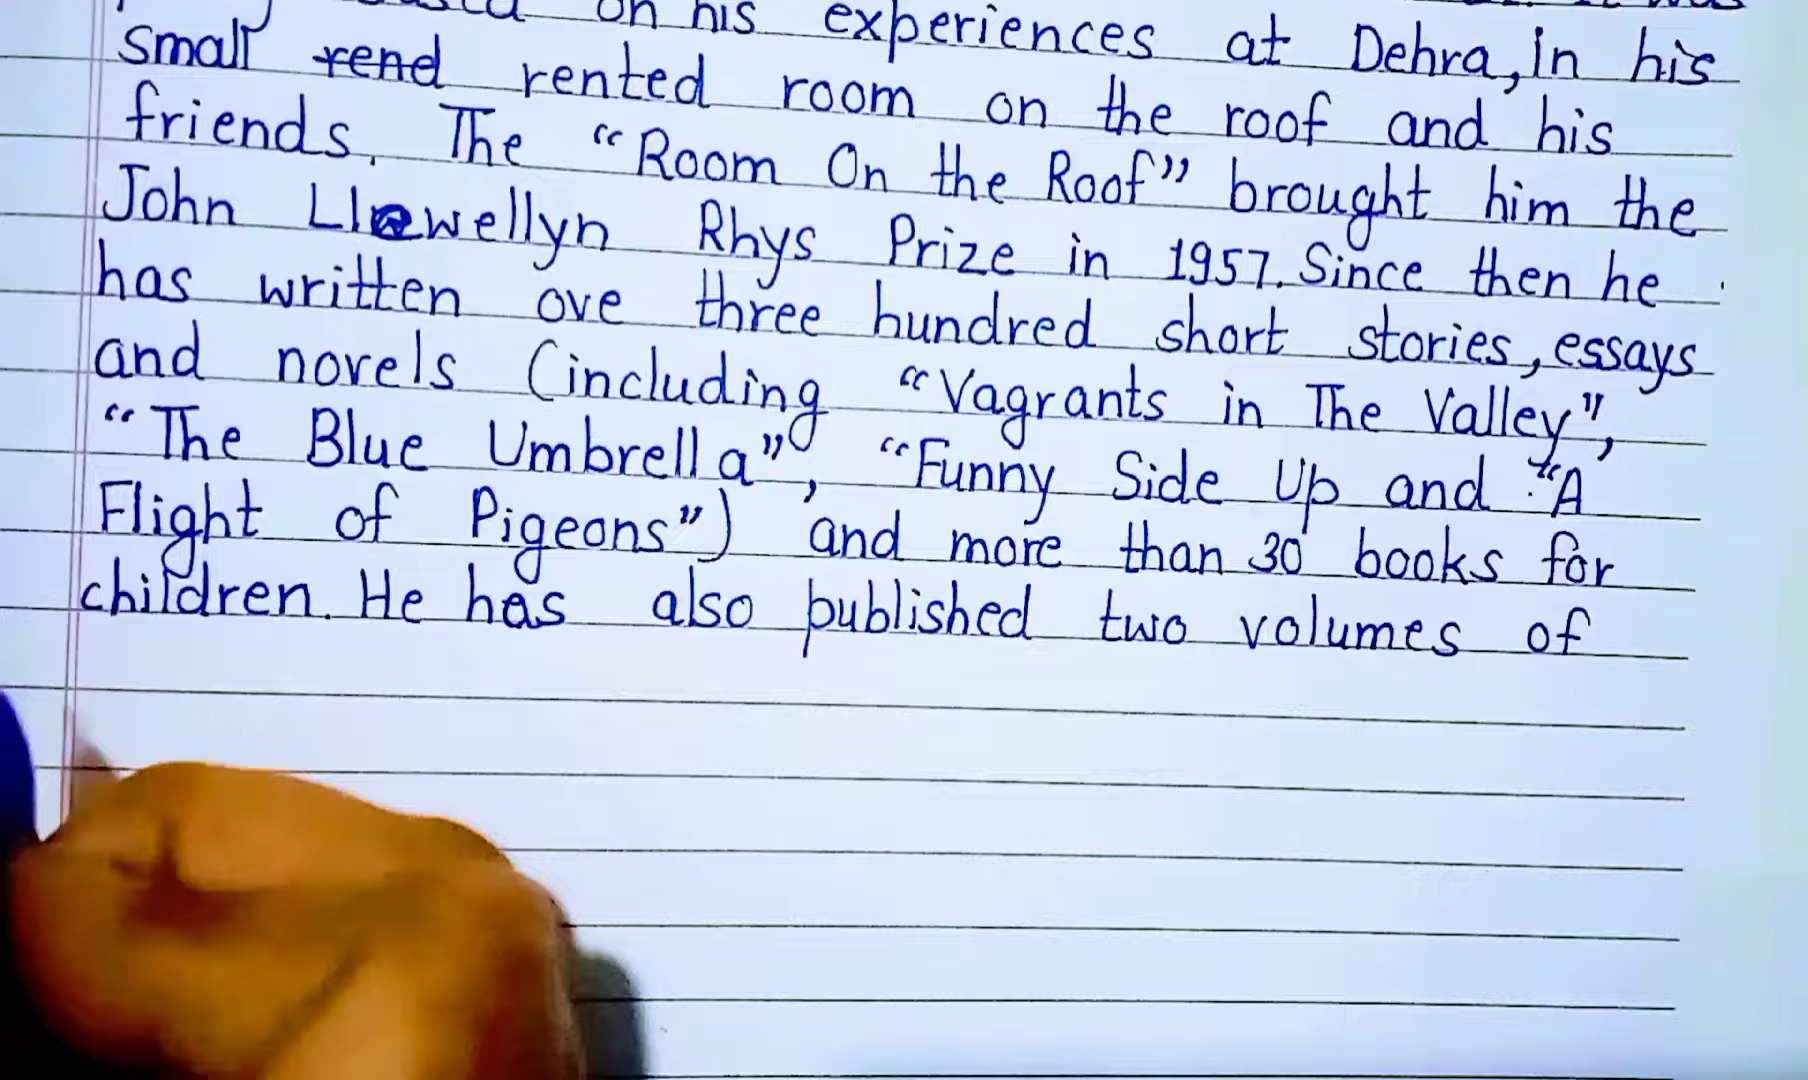 on his experiences at Dehra, in his
small rend rented room on the roof and his
friends. The "Room On the Roof" brought him the
John Llewellyn Rhys Prize in 1957. Since then he
has written ove three hundred short stories, essays
and novels (including "Vagrants in The Valley",
"The Blue Umbrella", "Funny Side Up and "A
Flight of Pigeons") and more than 30 books for
children. He has also published two volumes of